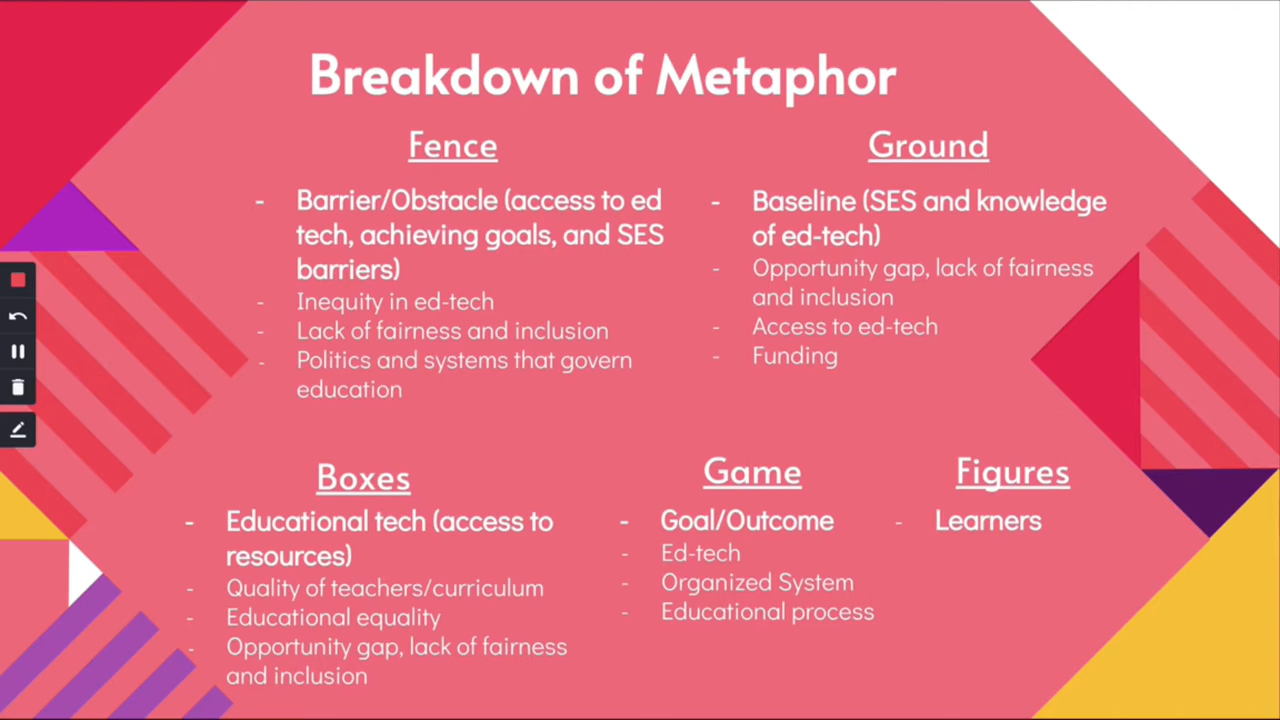 Breakdown of Metaphor
Fence
- Barrier/Obstacle (access to ed
tech, achieving goals, and SES
barriers)
- Inequity in ed-tech
- Lack of fairness and inclusion
- Politics and systems that govern
education
Ground
- Baseline (SES and knowledge
of ed-tech)
- Opportunity gap, lack of fairness
and inclusion
- Access to ed-tech
- Funding
Boxes
- Educational tech (access to
resources)
- Quality of teachers/curriculum
- Educational equality
- Opportunity gap, lack of fairness
and inclusion
Game
- Goal/Outcome
- Ed-tech
- Organized System
- Educational process
Figures
- Learners